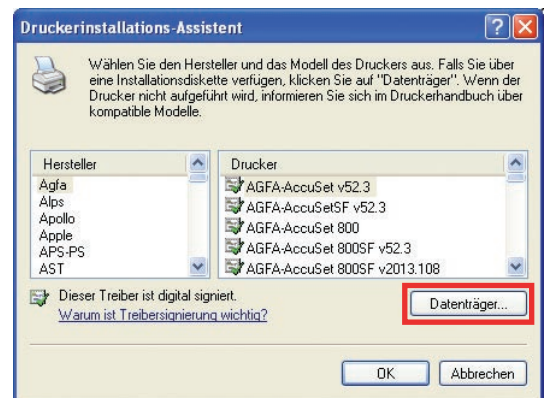 Druckerinstallations-Assistent
Wählen Sie den Hersteller und das Modell des Druckers aus. Falls Sie über
eine Installationsdiskette verfügen, klicken Sie auf "Datenträger". Wenn der
Drucker nicht aufgeführt wird, informieren Sie sich im Druckerhandbuch über
kompatible Modelle.
Hersteller
Agfa
Alps
Apollo
Apple
APS-PS
AST
Drucker
AGFA-AccuSet v52.3
AGFA-AccuSetSF v52.3
AGFA-AccuSet 800
AGFA-AccuSet 800SF v52.3
AGFA-AccuSet 800SF v2013.108
Dieser Treiber ist digital signiert.
Warum ist Treibersignierung wichtig?
Datenträger...
OK
Abbrechen